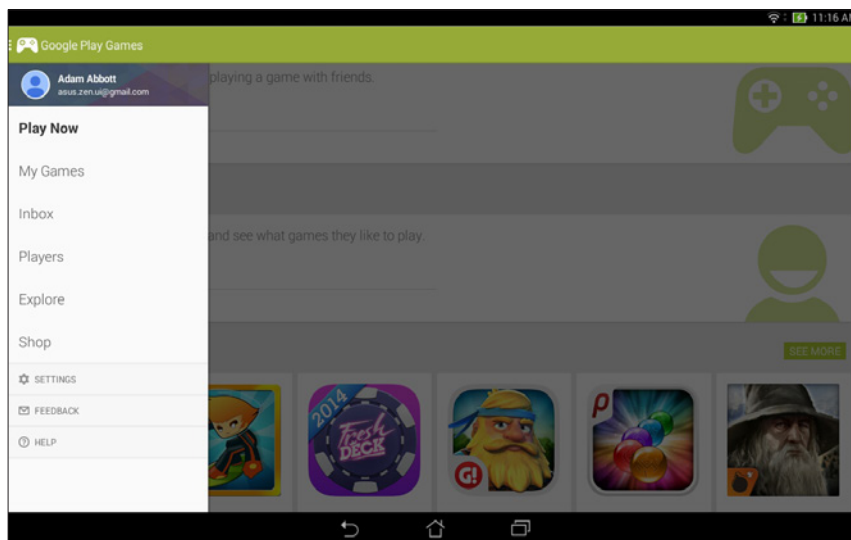 11:16 AM
Google Play Games
Adam Abbott
asus.zen.ui@gmail.com
playing a game with friends.
Play Now
My Games
Inbox
and see what games they like to play.
Players
Explore
Shop
SEE MORE
SETTINGS
FEEDBACK
HELP
2014
Fresh
DECK
G!
p